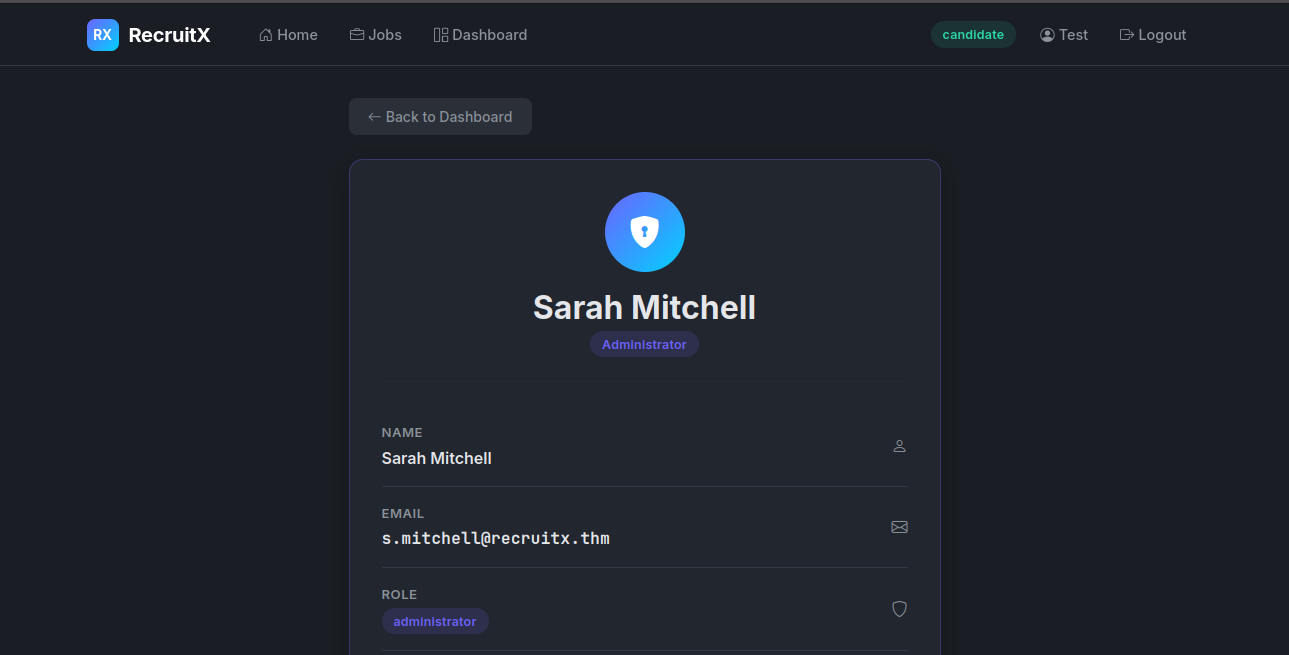 RX RecruitX Home Jobs Dashboard candidate Test Logout
← Back to Dashboard
Sarah Mitchell
Administrator
NAME
Sarah Mitchell
EMAIL
s.mitchell@recruitx.thm
ROLE
administrator